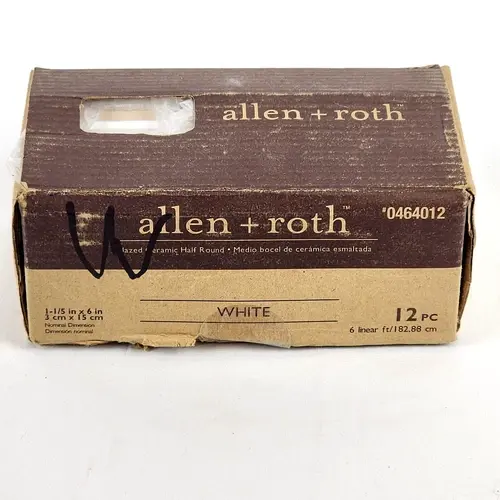 allen + roth™
allen + roth™
*0464012
lazed Ceramic Half Round • Medio bocel de cerámica esmaltada
W
1-1/5 in x 6 in
3 cm x 15 cm
Nominal Dimension
Dimensión nominal
WHITE
12 PC
6 linear ft/182.88 cm